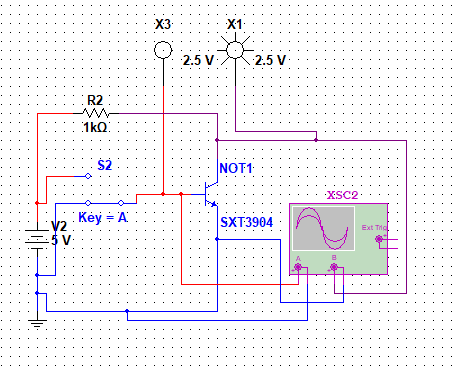 X3
X1
2.5 V
2.5 V
R2
1kΩ
S2
NOT1
Key = A
SXT3904
V2
5 V
XSC2
Ext Trig
+
-
A
B
+
-
+
-